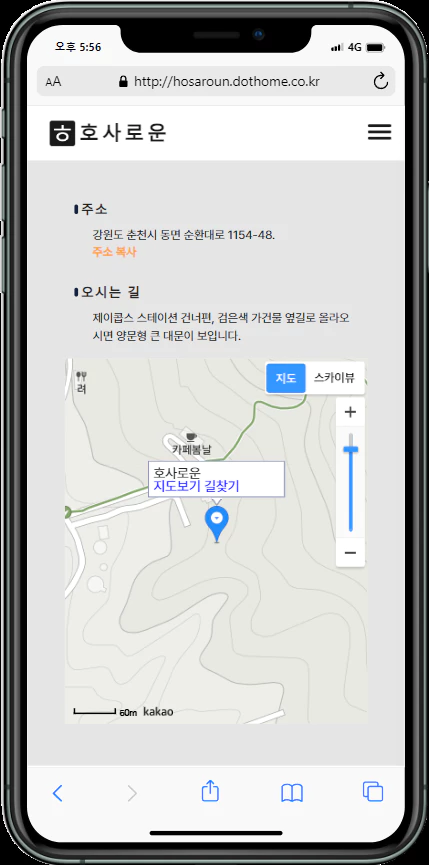 오후 5:56
4G
AA
http://hosaroun.dothome.co.kr
ㅎ 호사로운
주소
강원도 춘천시 동면 순환대로 1154-48.
주소 복사
오시는 길
제이콥스 스테이션 건너편, 검은색 가건물 옆길로 올라오
시면 양문형 큰 대문이 보입니다.
지도 스카이뷰
려
카페봄날
호사로운
지도보기 길찾기
60m kakao